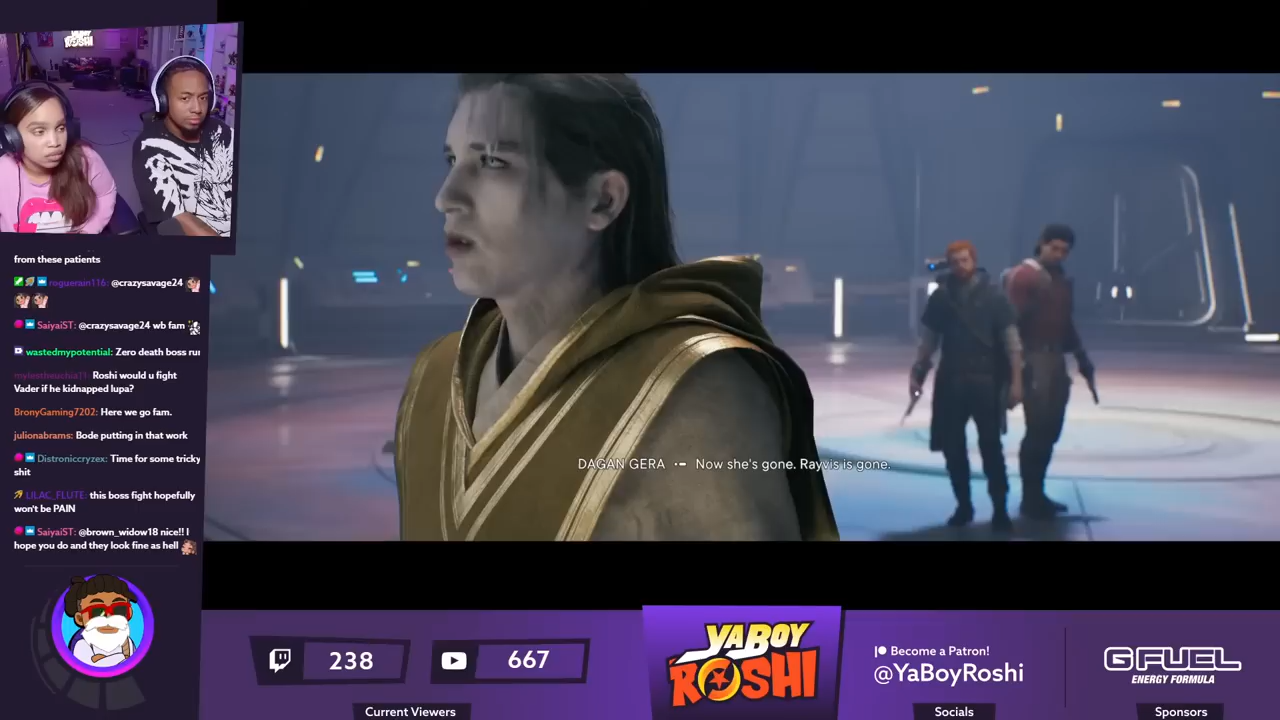 YABOY
ROSHI
from these patients
roguerain116: @crazysavage24
SaiyaiST: @crazysavage24 wb fam
wastedmypotential: Zero death boss rur
Roshi would u fight
Vader if he kidnapped lupa?
BronyGaming7202: Here we go fam.
julionabrams: Bode putting in that work
Distroniccryzex: Time for some tricky
shit
LILAC_FLUTE: this boss fight hopefully
won't be PAIN
SaiyaiST: @brown_widow18 nice!! I
hope you do and they look fine as hell
DAGAN GERA Now she's gone. Rayvis is gone.
238
667
Current Viewers
YABOY
ROSHI
Become a Patron!
@YaBoyRoshi
Socials
G FUEL
ENERGY FORMULA
Sponsors